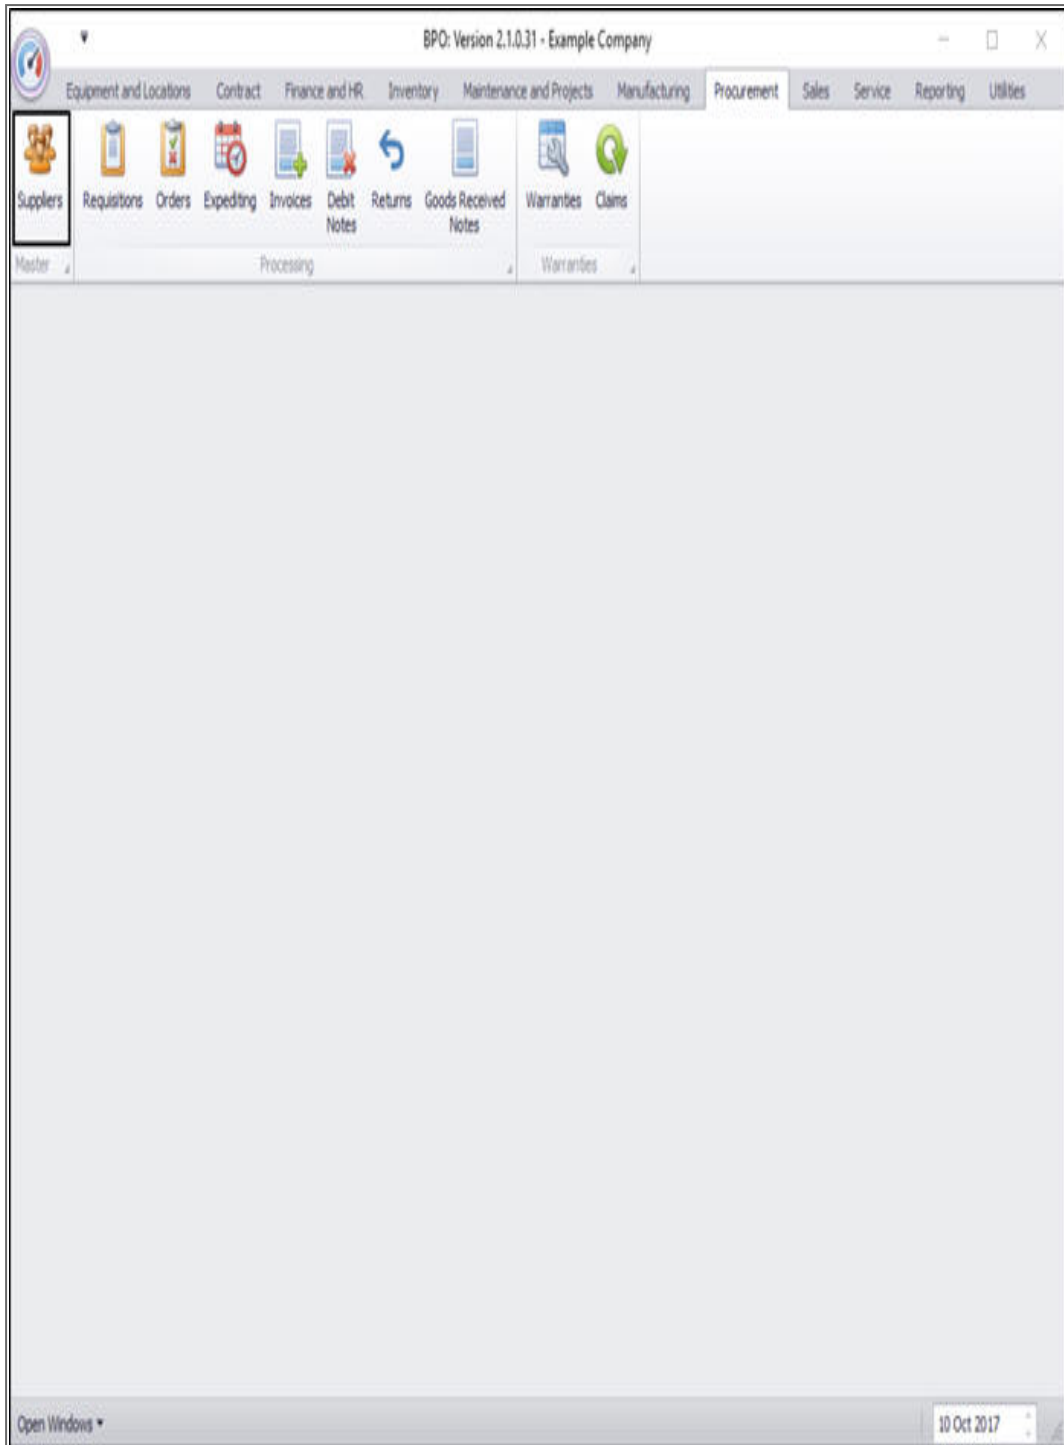 BPO: Version 2.1.0.31 - Example Company
Equipment and Locations Contract Finance and HR Inventory Maintenance and Projects Manufacturing Procurement Sales Service Reporting Utilities
Suppliers Requisitions Orders Expediting Invoices Debit Notes Returns Goods Received Notes Warranties Claims
Master Processing Warranties
Open Windows 10 Oct 2017